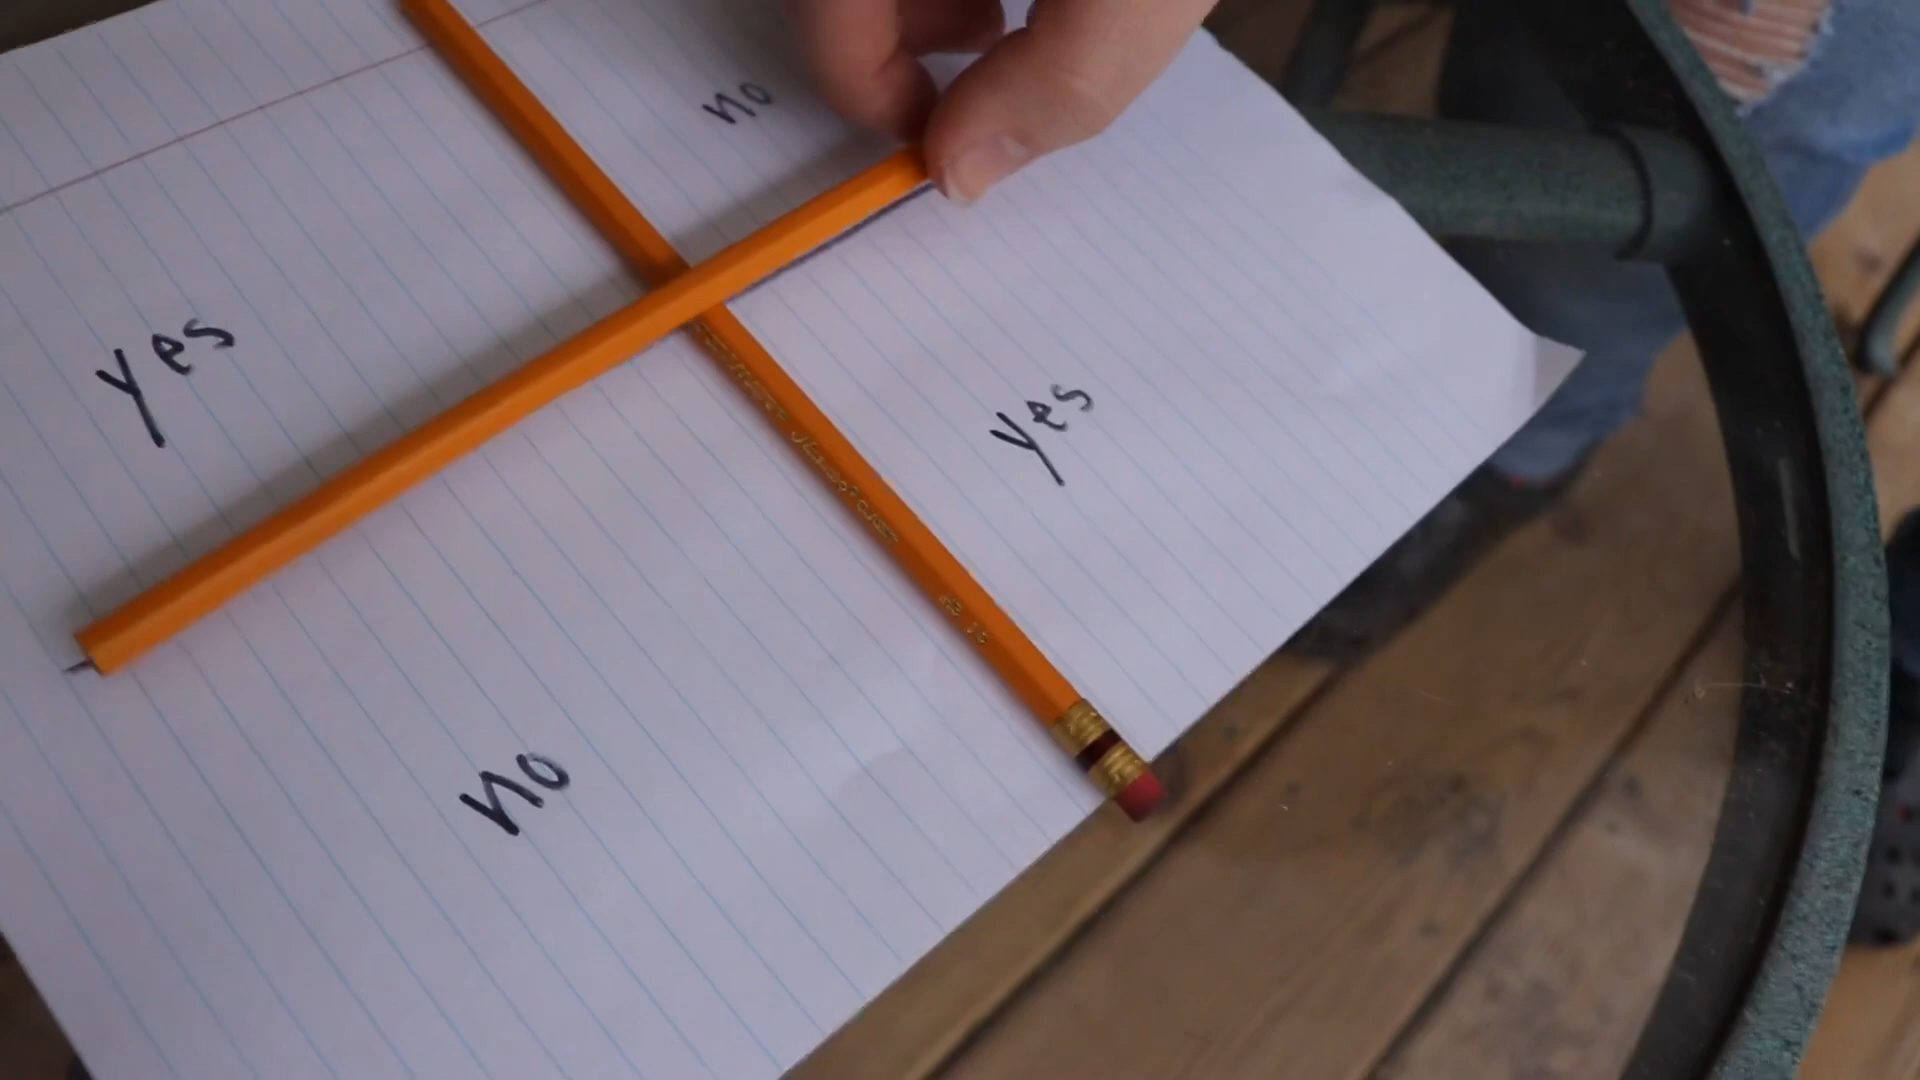 no
yes
yes
no